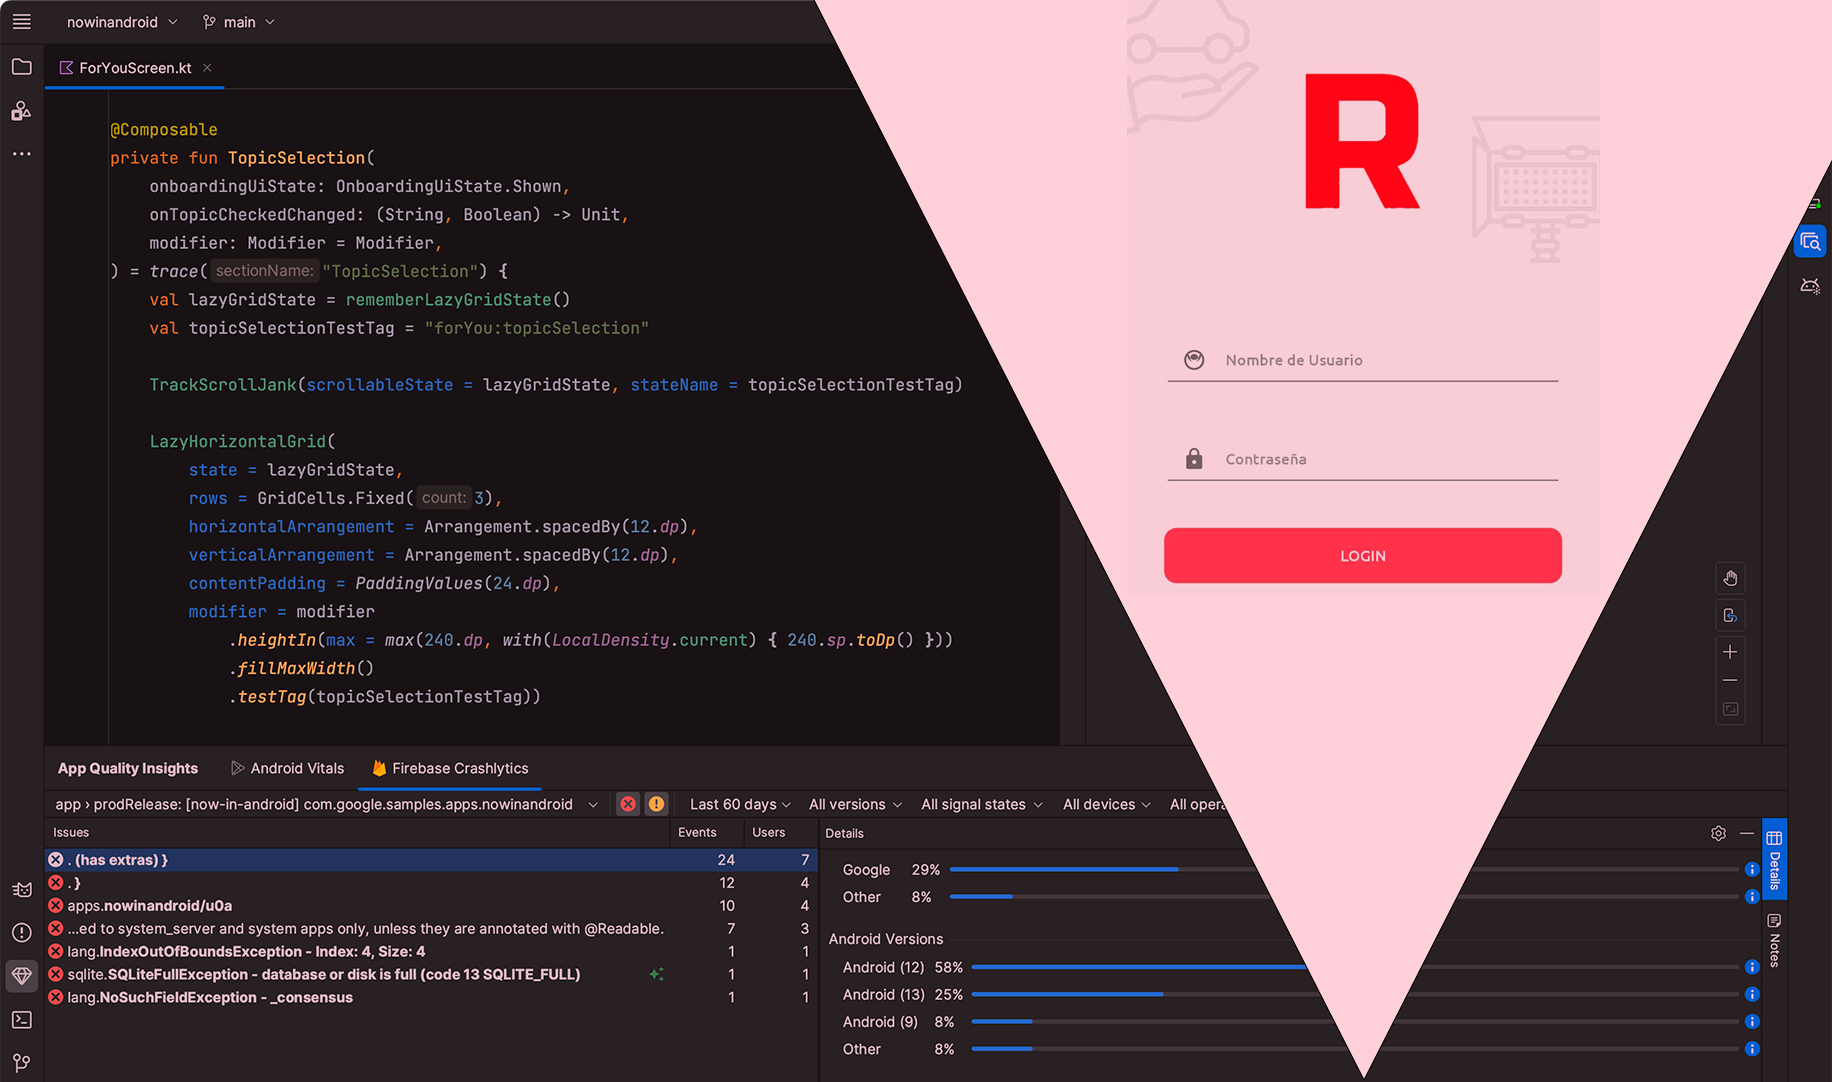 nowinandroid
main
ForYouScreen.kt
@Composable
private fun TopicSelection(
onboardingUiState: OnboardingUiState.Shown,
onTopicCheckedChanged: (String, Boolean) -> Unit,
modifier: Modifier = Modifier,
) = trace( sectionName: "TopicSelection") {
val lazyGridState = rememberLazyGridState()
val topicSelectionTestTag = "forYou:topicSelection"
TrackScrollJank(scrollableState = lazyGridState, stateName = topicSelectionTestTag)
LazyHorizontalGrid(
state = lazyGridState,
rows = GridCells.Fixed( count: 3),
horizontalArrangement = Arrangement.spacedBy(12.dp),
verticalArrangement = Arrangement.spacedBy(12.dp),
contentPadding = PaddingValues(24.dp),
modifier = modifier
.heightIn(max = max(240.dp, with(LocalDensity.current) { 240.sp.toDp() }))
.fillMaxWidth()
.testTag(topicSelectionTestTag))
R
Nombre de Usuario
Contraseña
LOGIN
App Quality Insights Android Vitals Firebase Crashlytics
app › prodRelease: [now-in-android] com.google.samples.apps.nowinandroid Last 60 days All versions All signal states All devices All opera
Issues Events Users
. (has extras) } 24 7
. } 12 4
apps.nowinandroid/u0a 10 4
...ed to system_server and system apps only, unless they are annotated with @Readable. 7 3
lang.IndexOutOfBoundsException - Index: 4, Size: 4 1 1
sqlite.SQLiteFullException - database or disk is full (code 13 SQLITE_FULL) 1 1
lang.NoSuchFieldException - _consensus 1 1
Details
Google 29%
Other 8%
Android Versions
Android (12) 58%
Android (13) 25%
Android (9) 8%
Other 8%
Details
Notes